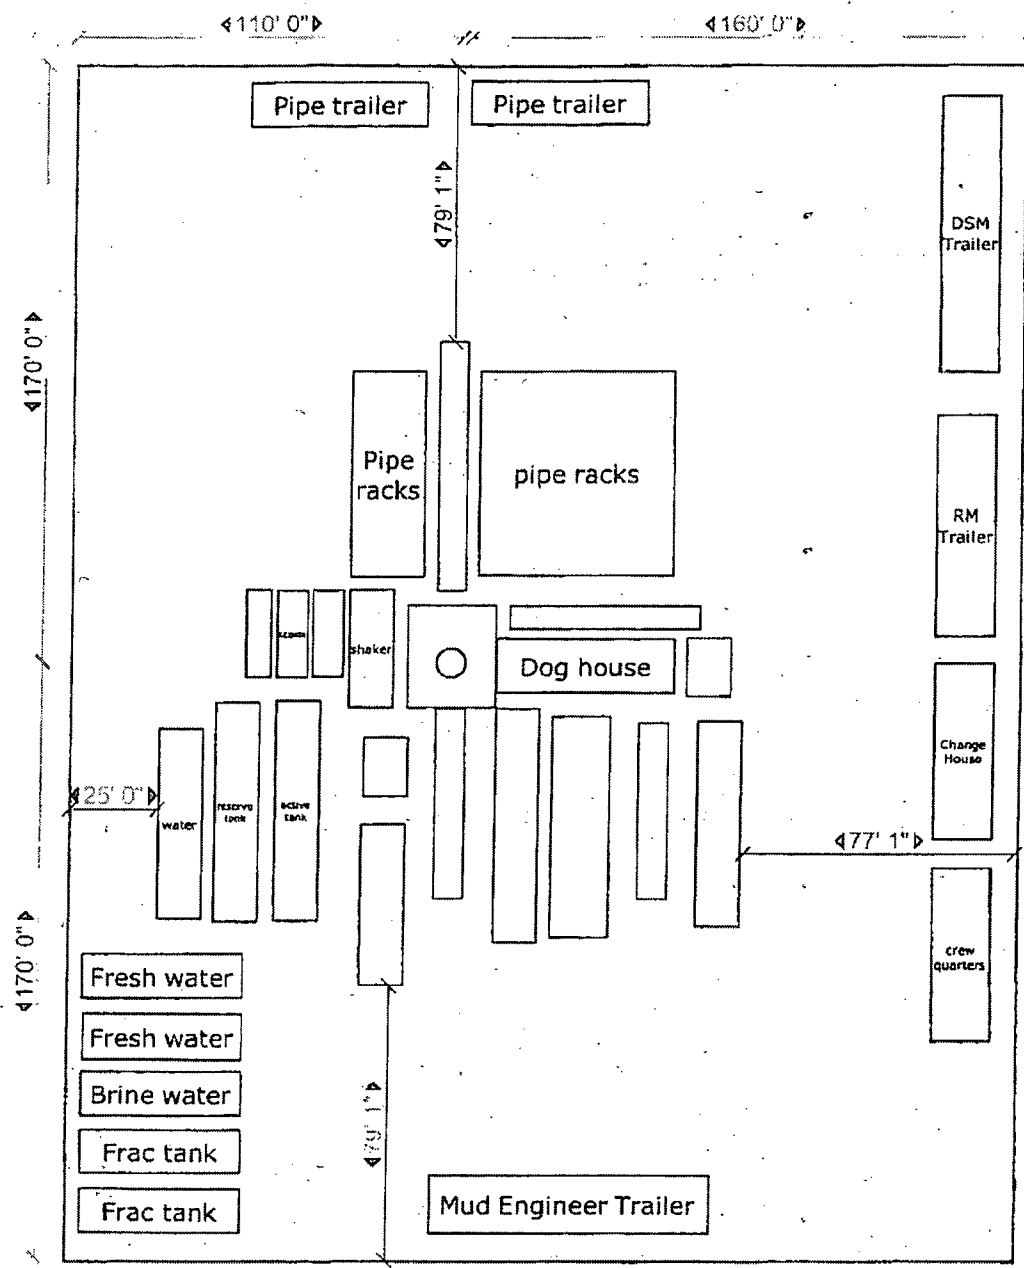 110' 0"
160' 0"
Pipe trailer
Pipe trailer
79' 1"
DSM
Trailer
170' 0"
Pipe
racks
pipe racks
RM
Trailer
shaker
Dog house
Change
House
25' 0"
water
reserve
tank
active
tank
77' 1"
170' 0"
crew
quarters
Fresh water
Fresh water
Brine water
79' 1"
Frac tank
Frac tank
Mud Engineer Trailer